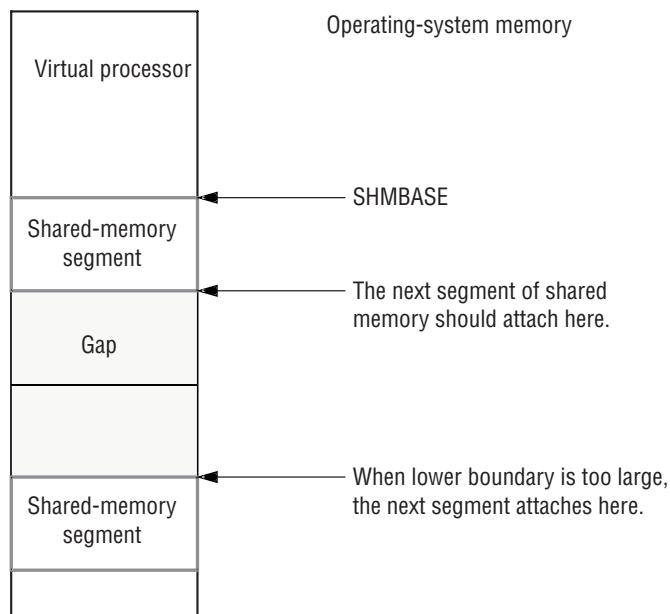 Operating-system memory
Virtual processor
SHMBASE
Shared-memory
segment
The next segment of shared
memory should attach here.
Gap
When lower boundary is too large,
the next segment attaches here.
Shared-memory
segment